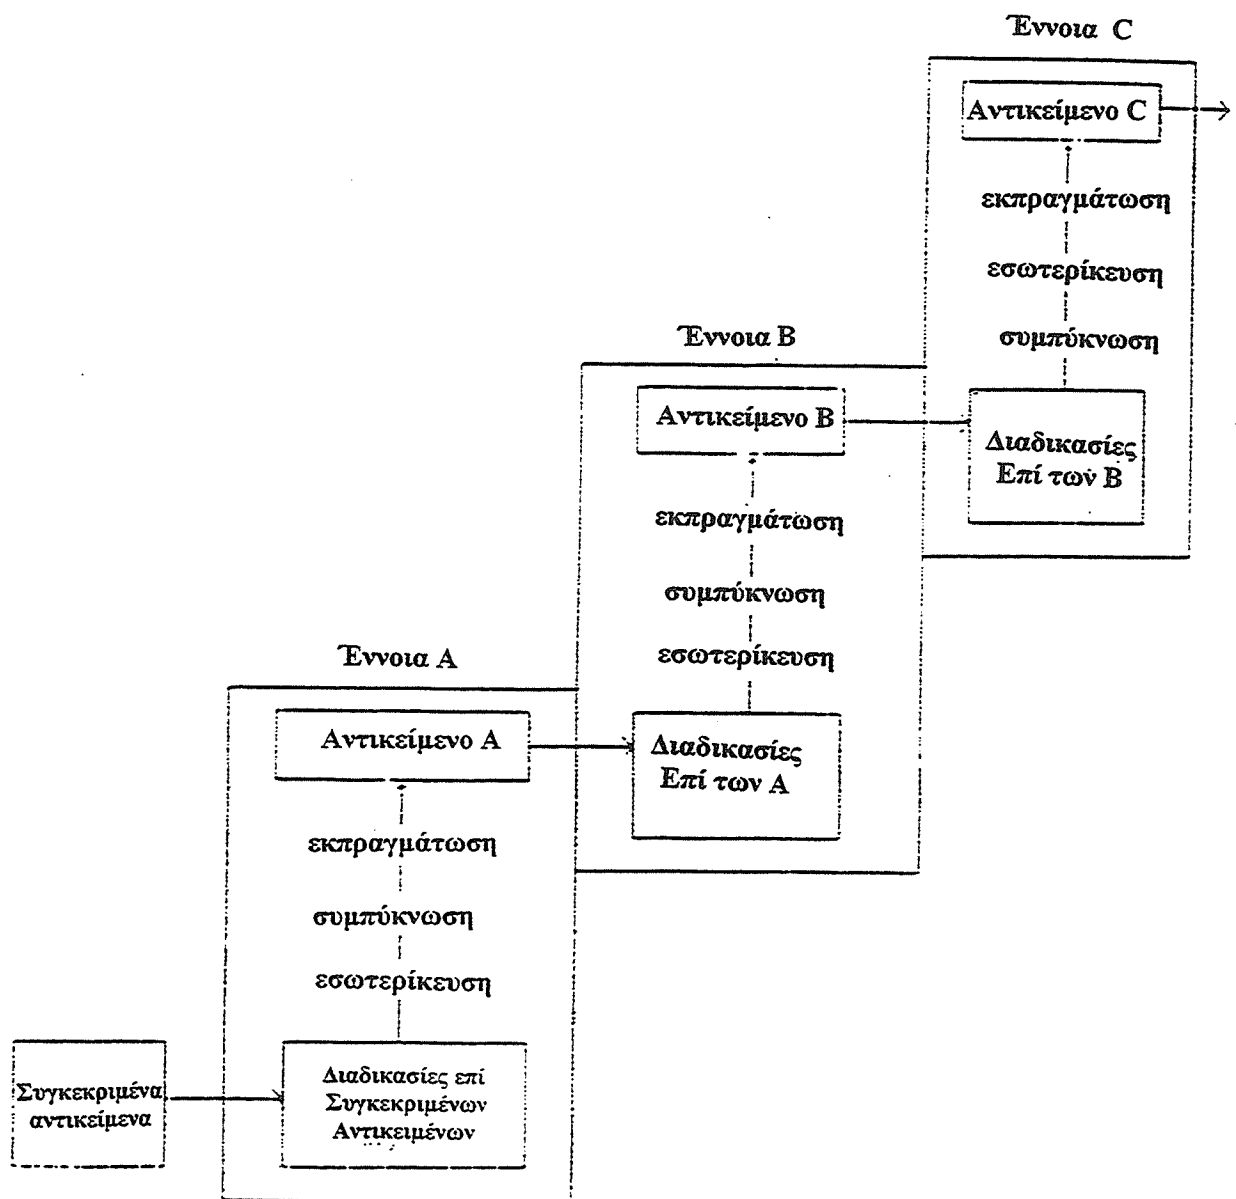 Έννοια C
Αντικείμενο C
εκπραγμάτωση
εσωτερίκευση
συμπύκνωση
Διαδικασίες
Επί των Β
Έννοια Β
Αντικείμενο Β
εκπραγμάτωση
συμπύκνωση
εσωτερίκευση
Διαδικασίες
Επί των Α
Έννοια Α
Αντικείμενο Α
εκπραγμάτωση
συμπύκνωση
εσωτερίκευση
Διαδικασίες επί
Συγκεκριμένων
Αντικειμένων
Συγκεκριμένα
αντικείμενα